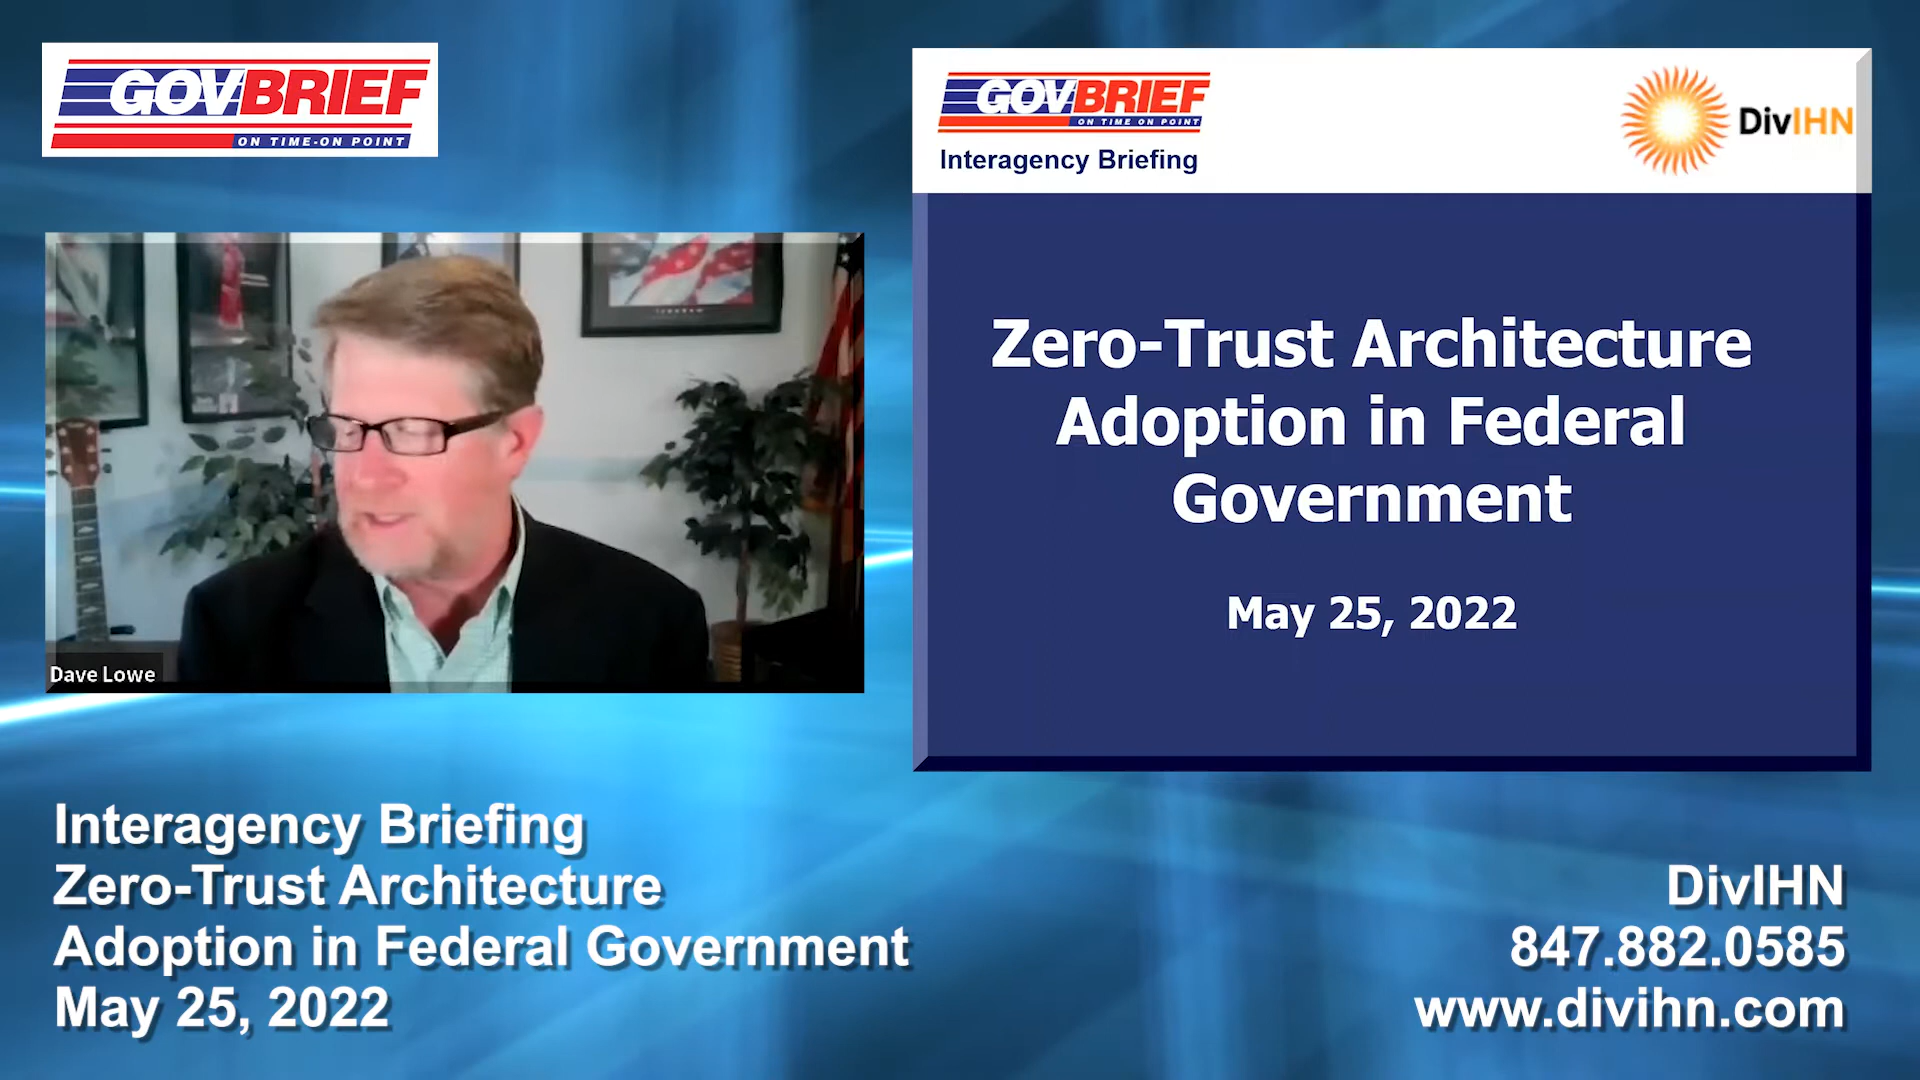 GOVBRIEF
ON TIME-ON POINT
GOVBRIEF
ON TIME ON POINT
Interagency Briefing
DivIHN
Zero-Trust Architecture
Adoption in Federal
Government
May 25, 2022
Dave Lowe
Interagency Briefing
Zero-Trust Architecture
Adoption in Federal Government
May 25, 2022
DivIHN
847.882.0585
www.divihn.com